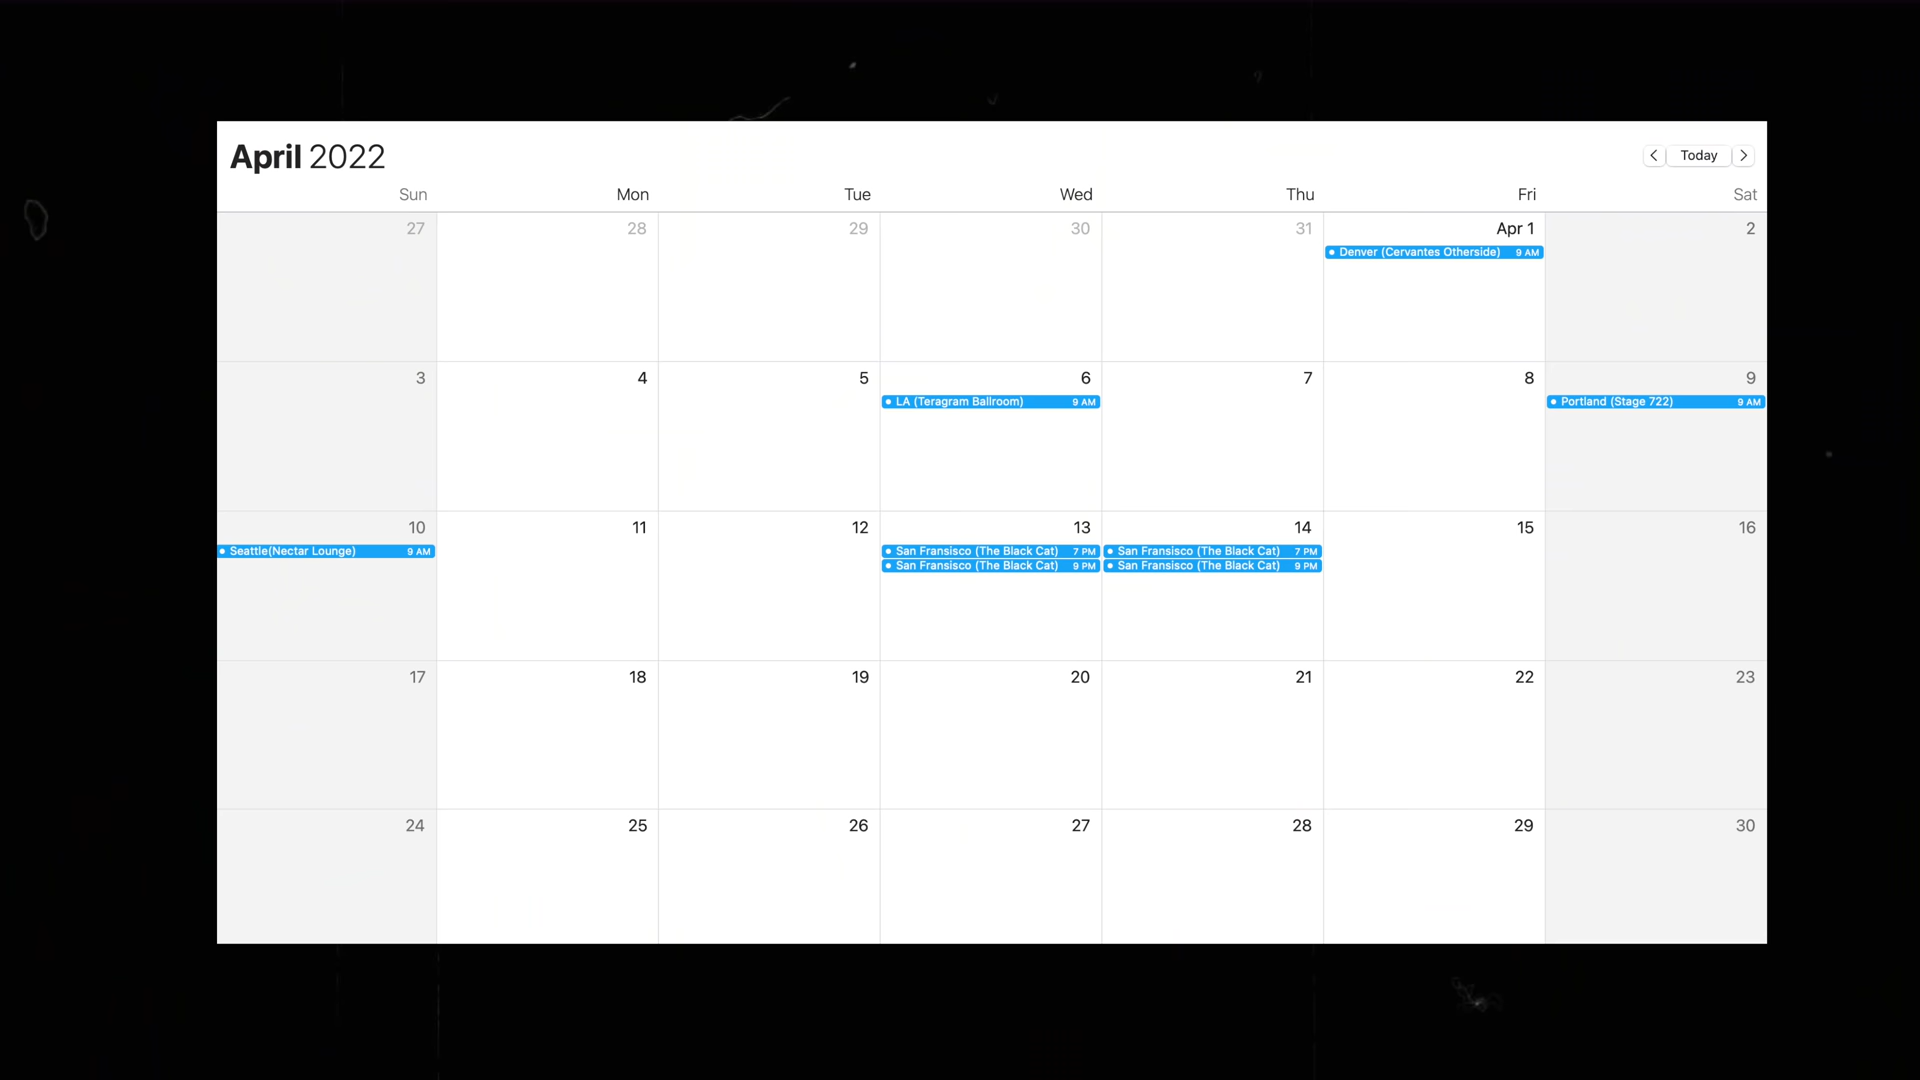 April 2022
Today
Sun Mon Tue Wed Thu Fri Sat
27 28 29 30 31 Apr 1 2
Denver (Cervantes Otherside) 9 AM
3 4 5 6 7 8 9
LA (Teragram Ballroom) 9 AM
Portland (Stage 722) 9 AM
10 11 12 13 14 15 16
Seattle(Nectar Lounge) 9 AM
San Fransisco (The Black Cat) 7 PM
San Fransisco (The Black Cat) 9 PM
San Fransisco (The Black Cat) 7 PM
San Fransisco (The Black Cat) 9 PM
17 18 19 20 21 22 23
24 25 26 27 28 29 30